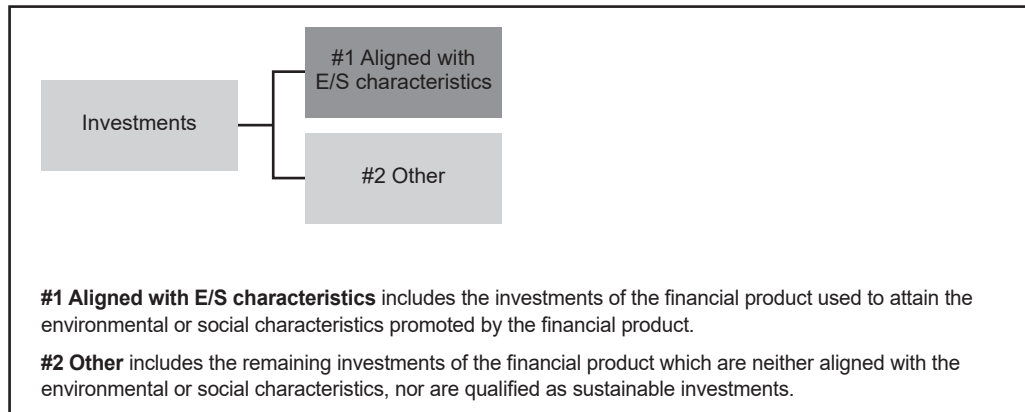 #1 Aligned with
E/S characteristics
Investments
#2 Other
#1 Aligned with E/S characteristics includes the investments of the financial product used to attain the
environmental or social characteristics promoted by the financial product.
#2 Other includes the remaining investments of the financial product which are neither aligned with the
environmental or social characteristics, nor are qualified as sustainable investments.